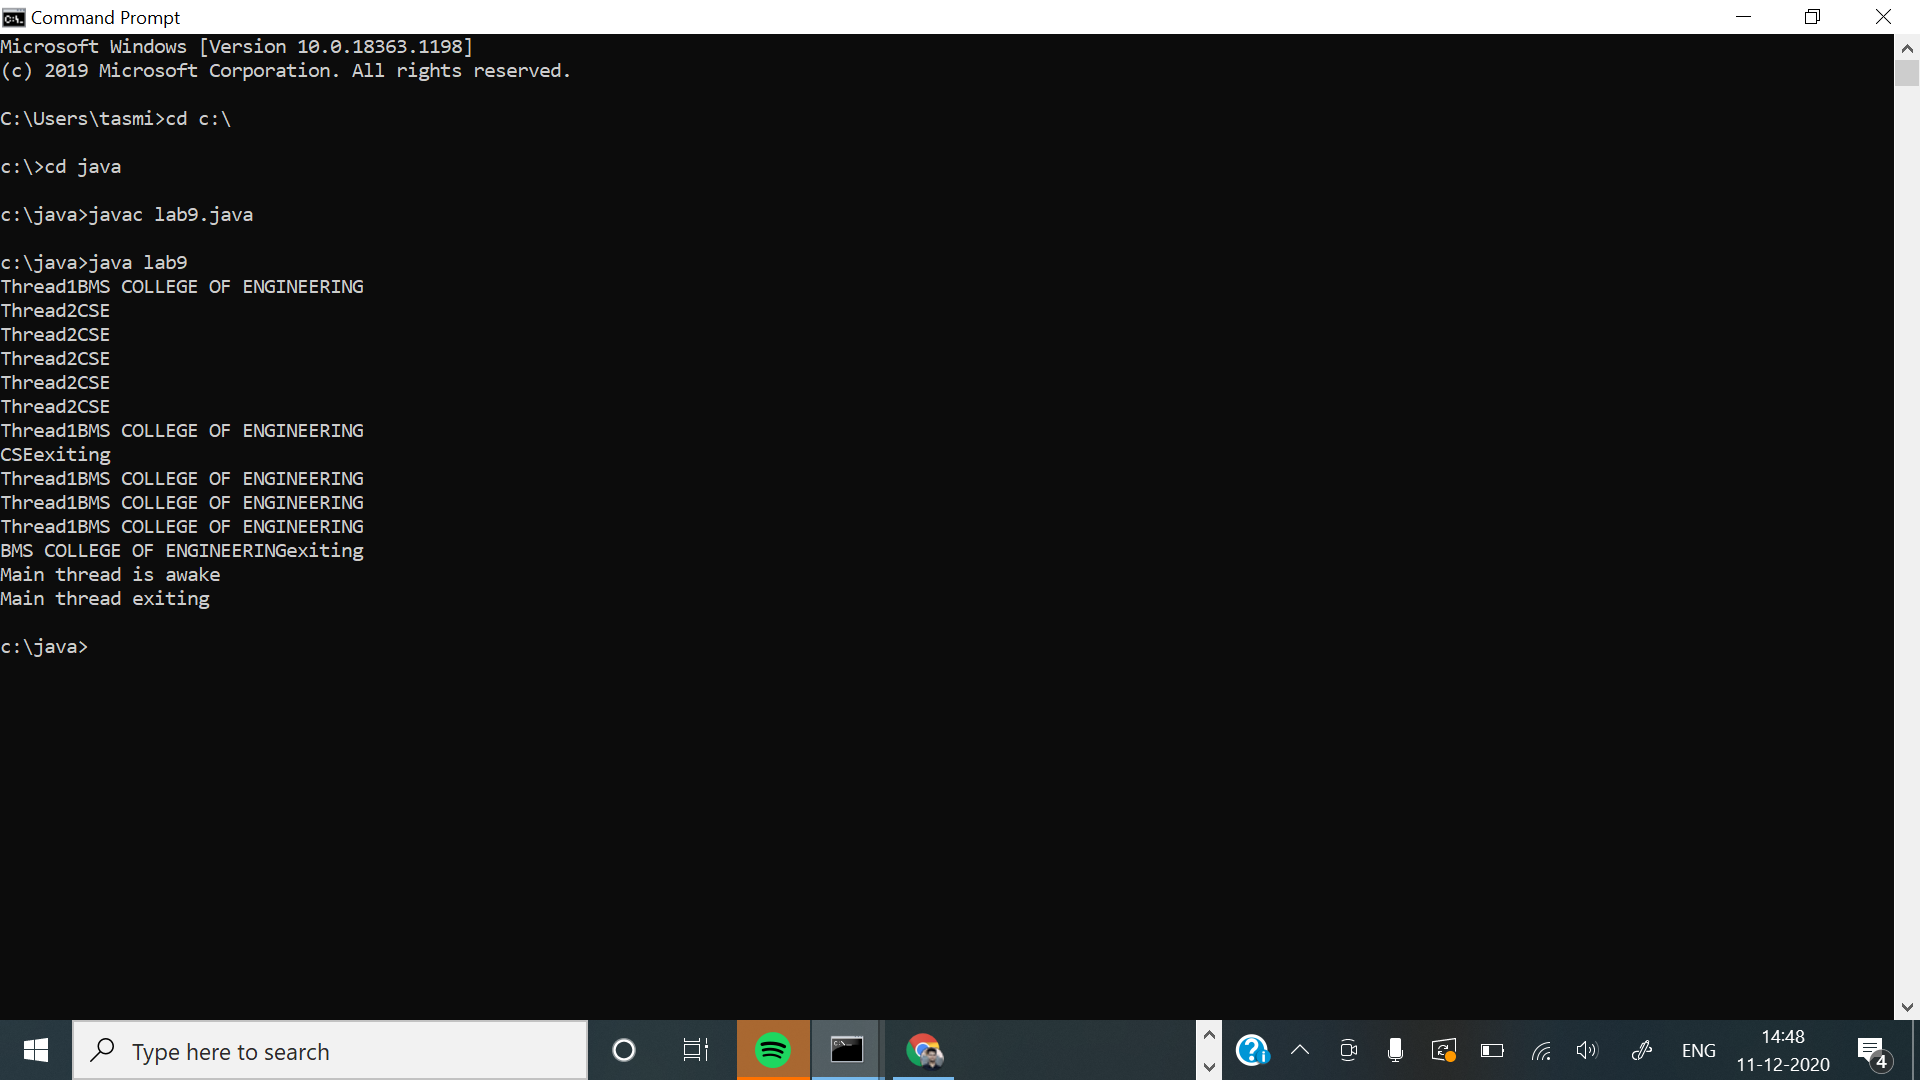 Command Prompt
Microsoft Windows [Version 10.0.18363.1198]
(c) 2019 Microsoft Corporation. All rights reserved.
C:\Users\tasmi>cd c:\
c:\>cd java
c:\java>javac lab9.java
c:\java>java lab9
Thread1BMS COLLEGE OF ENGINEERING
Thread2CSE
Thread2CSE
Thread2CSE
Thread2CSE
Thread2CSE
Thread1BMS COLLEGE OF ENGINEERING
CSEexiting
Thread1BMS COLLEGE OF ENGINEERING
Thread1BMS COLLEGE OF ENGINEERING
Thread1BMS COLLEGE OF ENGINEERING
BMS COLLEGE OF ENGINEERINGexiting
Main thread is awake
Main thread exiting
c:\java>
Type here to search
ENG
14:48
11-12-2020
4